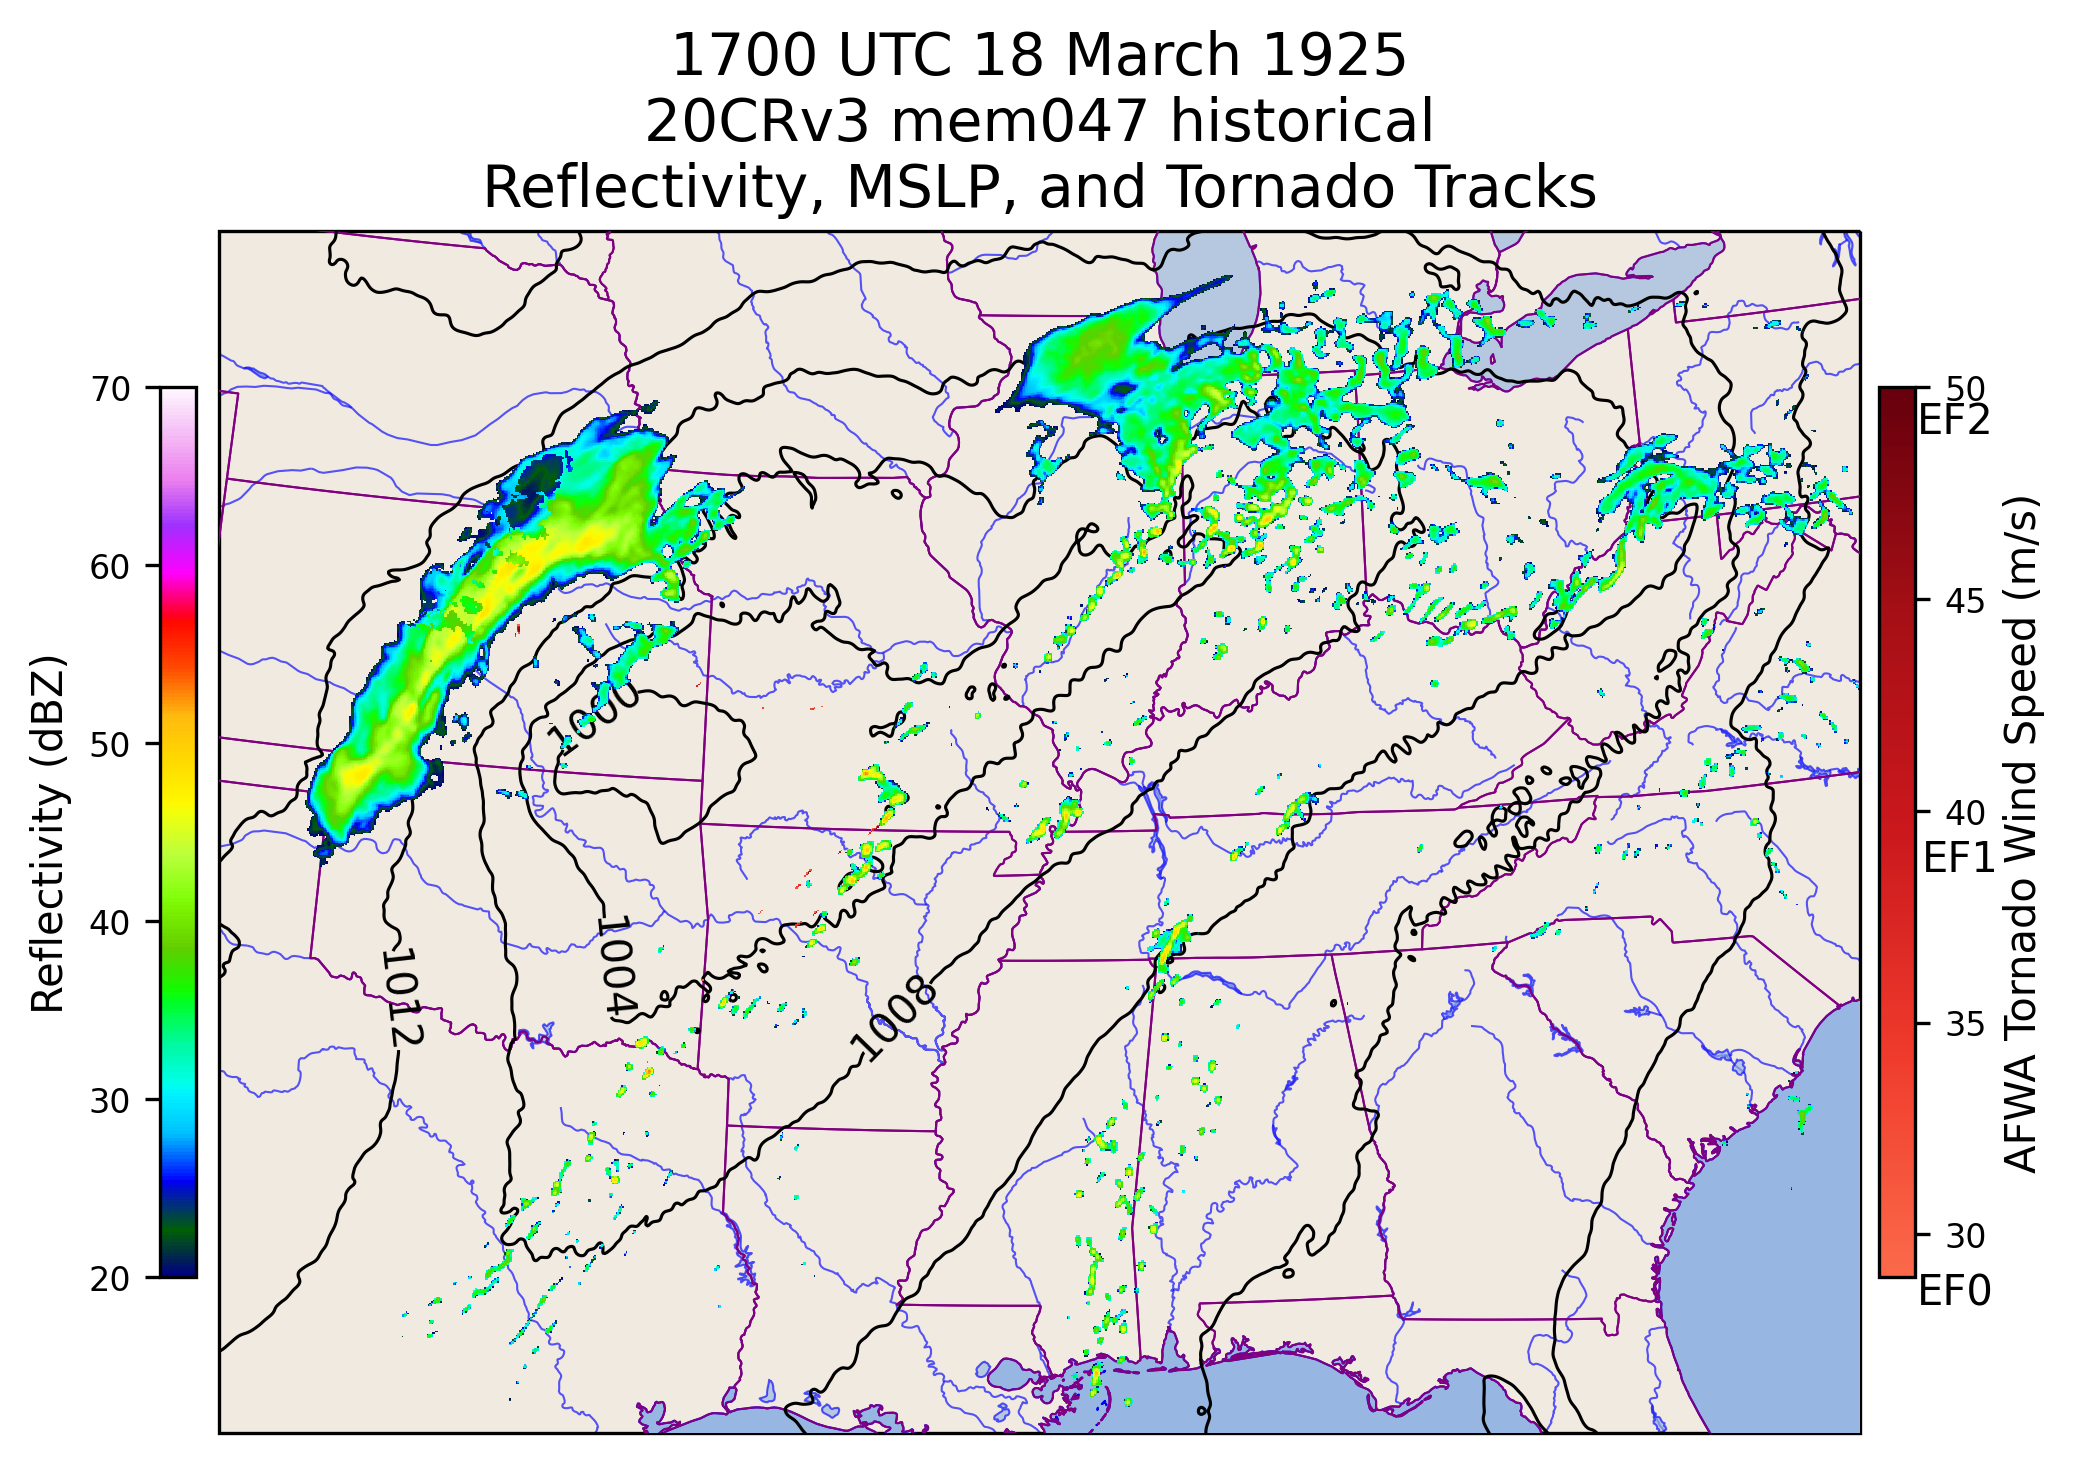 1700 UTC 18 March 1925
20CRv3 mem047 historical
Reflectivity, MSLP, and Tornado Tracks
Reflectivity (dBZ)
70
60
50
40
30
20
1000
1012
1004
1008
50
EF2
45
40
EF1
35
30
EF0
AFWA Tornado Wind Speed (m/s)